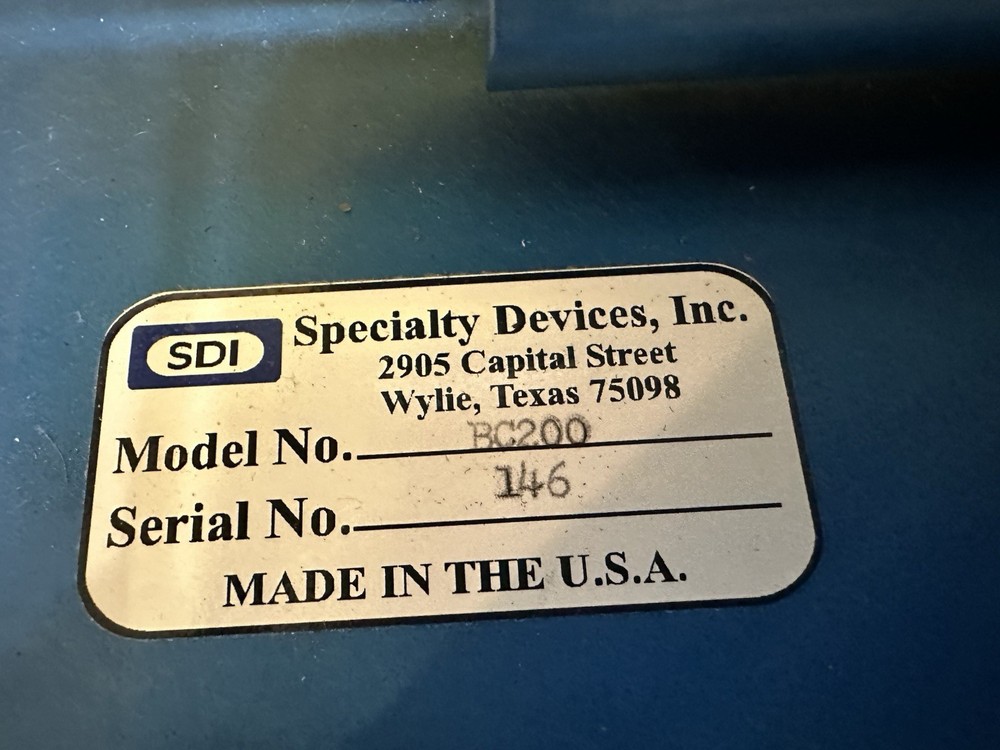 SDI
Specialty Devices, Inc.
2905 Capital Street
Wylie, Texas 75098
Model No. BC200
Serial No. 146
MADE IN THE U.S.A.